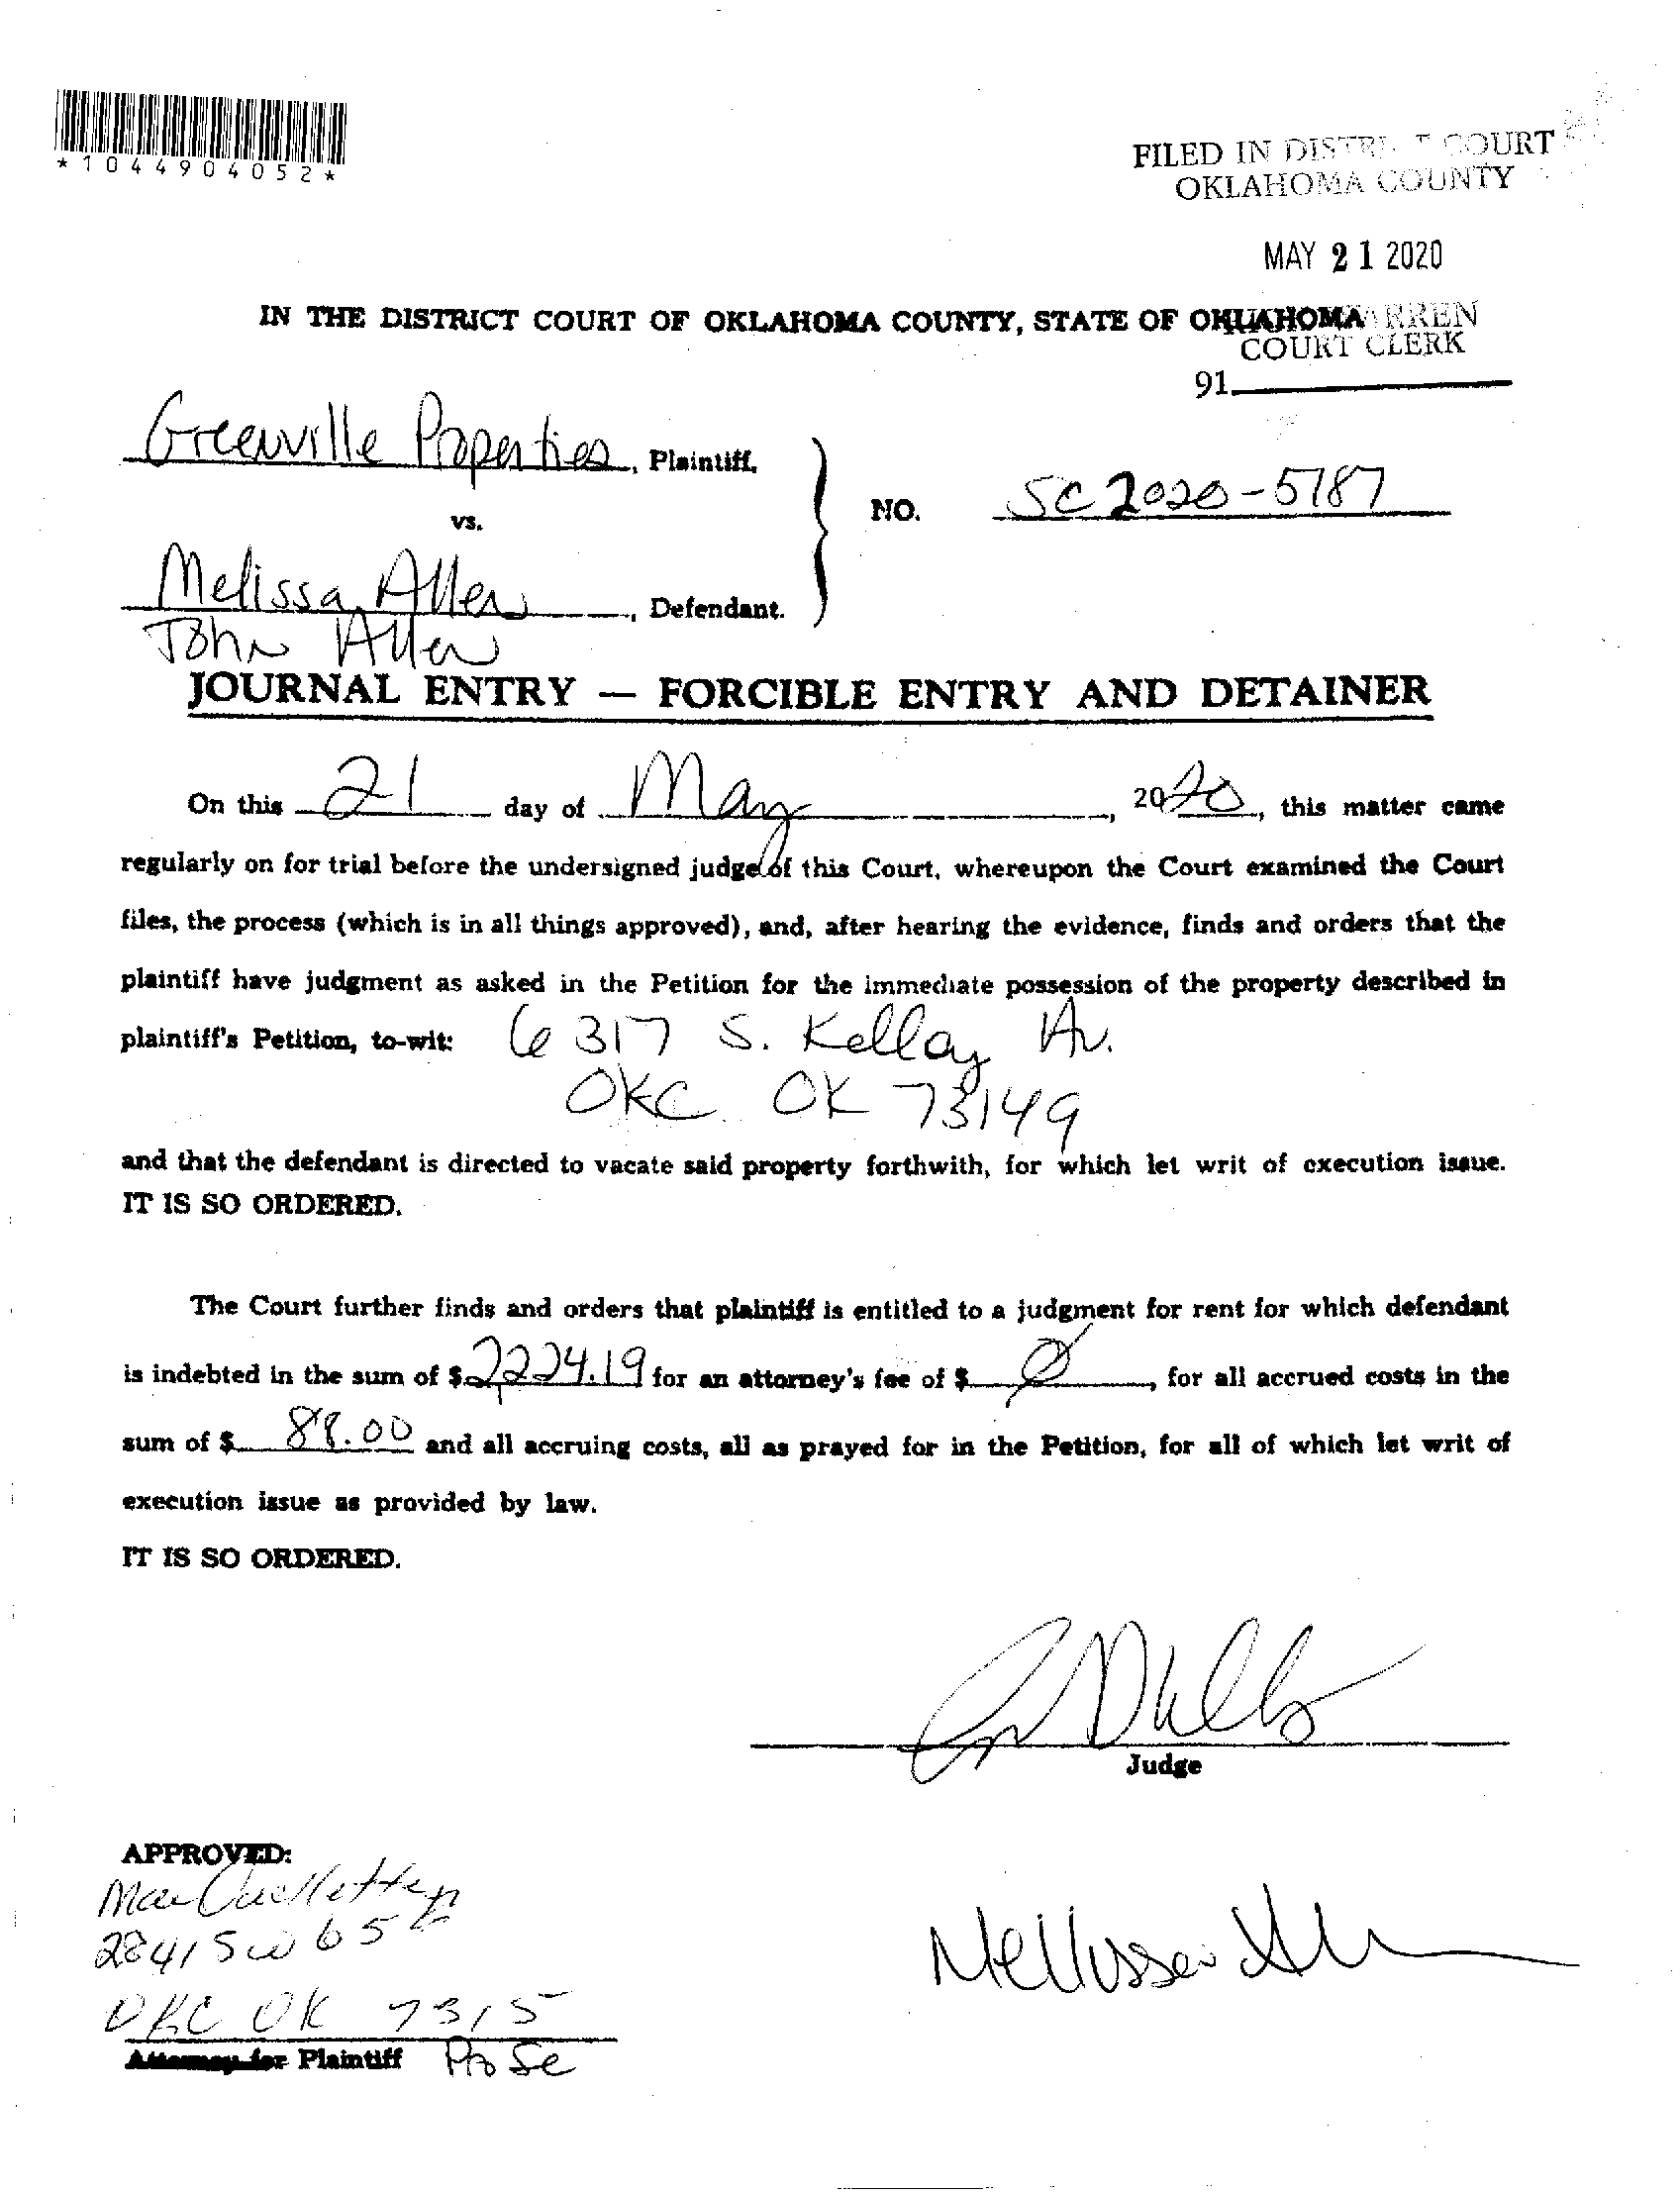 *1044904052*
FILED IN DISTRICT COURT
OKLAHOMA COUNTY
MAY 21 2020
IN THE DISTRICT COURT OF OKLAHOMA COUNTY, STATE OF OKLAHOMA
COURT CLERK
91
Greenville Properties, Plaintiff,
vs.
NO. SC 2020-5787
Melissa Allen, Defendant.
John Allen
JOURNAL ENTRY — FORCIBLE ENTRY AND DETAINER
On this 21 day of May, 2020, this matter came
regularly on for trial before the undersigned judge of this Court, whereupon the Court examined the Court
files, the process (which is in all things approved), and, after hearing the evidence, finds and orders that the
plaintiff have judgment as asked in the Petition for the immediate possession of the property described in
plaintiff's Petition, to-wit: 6317 S. Kelley Av.
OKC OK 73149
and that the defendant is directed to vacate said property forthwith, for which let writ of execution issue.
IT IS SO ORDERED.
The Court further finds and orders that plaintiff is entitled to a judgment for rent for which defendant
is indebted in the sum of $2,224.19 for an attorney's fee of $ Ø, for all accrued costs in the
sum of $ 88.00 and all accruing costs, all as prayed for in the Petition, for all of which let writ of
execution issue as provided by law.
IT IS SO ORDERED.
Judge
APPROVED:
2841 SW 65th
OKC OK 7315
Attorney for Plaintiff Pro Se